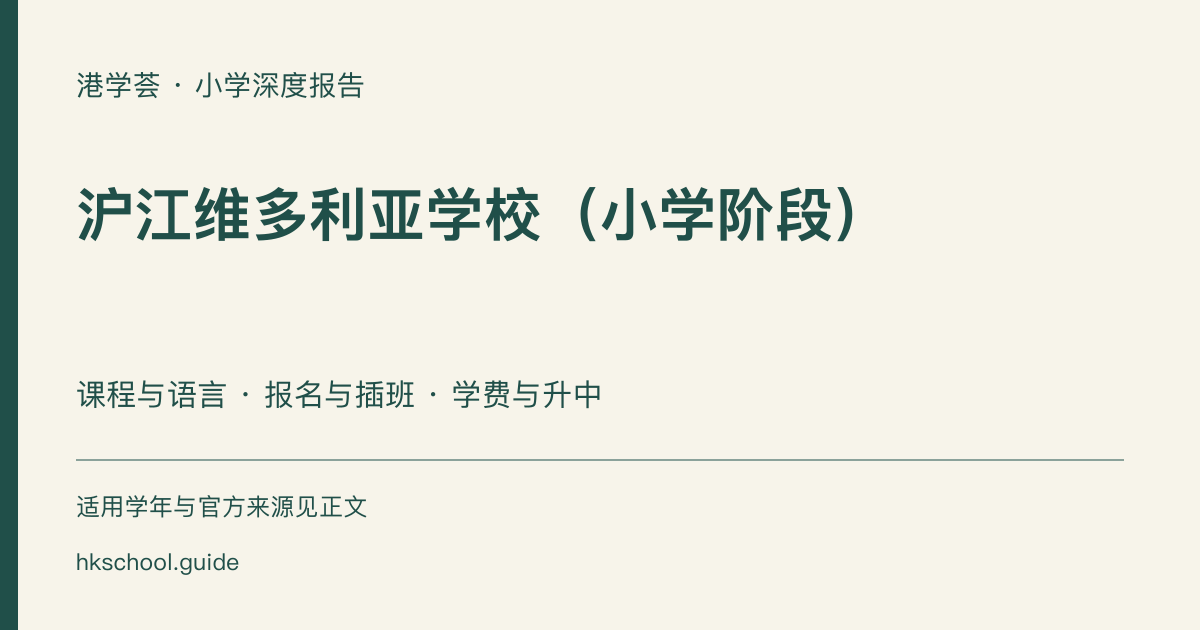 港学荟 · 小学深度报告
沪江维多利亚学校（小学阶段）
课程与语言 · 报名与插班 · 学费与升中
适用学年与官方来源见正文
hkschool.guide